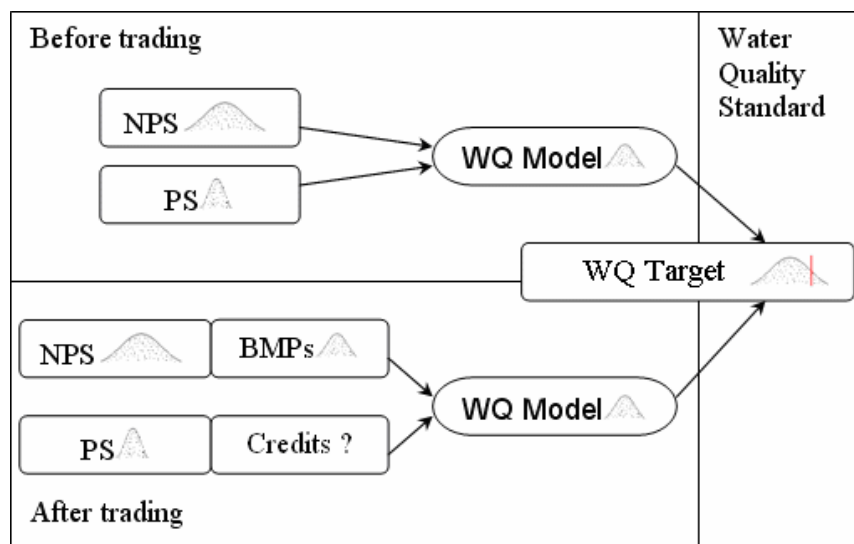 Before trading
Water
Quality
Standard
NPS
PS
WQ Model
WQ Target
NPS
BMPs
WQ Model
PS
Credits ?
After trading